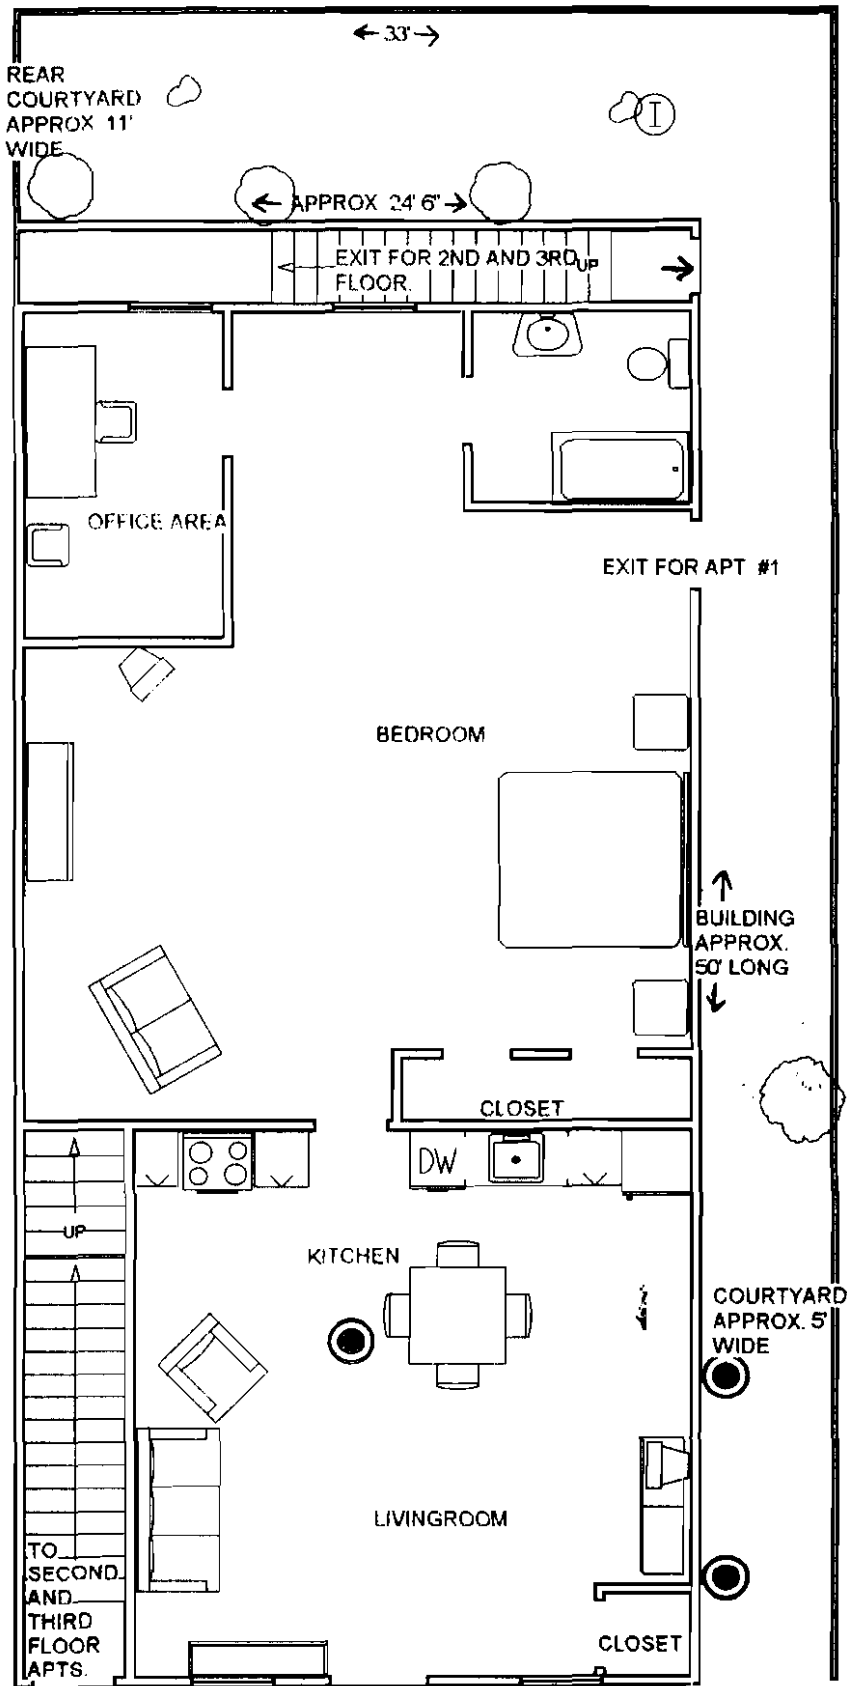 33'
REAR
COURTYARD
APPROX 11'
WIDE
I
APPROX 24' 6"
EXIT FOR 2ND AND 3RD
FLOOR.
UP
OFFICE AREA
EXIT FOR APT #1
BEDROOM
BUILDING
APPROX.
50' LONG
CLOSET
DW
UP
KITCHEN
COURTYARD
APPROX. 5'
WIDE
LIVINGROOM
TO
SECOND
AND
THIRD
FLOOR
APTS.
CLOSET